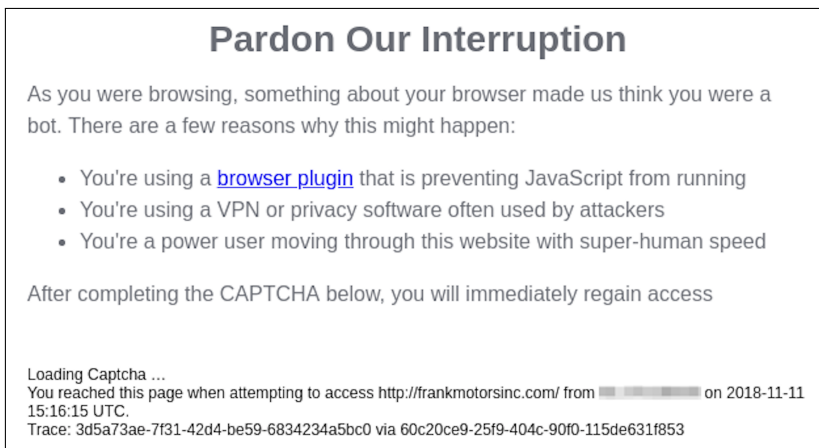 Pardon Our Interruption
As you were browsing, something about your browser made us think you were a
bot. There are a few reasons why this might happen:
• You're using a browser plugin that is preventing JavaScript from running
• You're using a VPN or privacy software often used by attackers
• You're a power user moving through this website with super-human speed
After completing the CAPTCHA below, you will immediately regain access
Loading Captcha …
You reached this page when attempting to access http://frankmotorsinc.com/ from on 2018-11-11
15:16:15 UTC.
Trace: 3d5a73ae-7f31-42d4-be59-6834234a5bc0 via 60c20ce9-25f9-404c-90f0-115de631f853